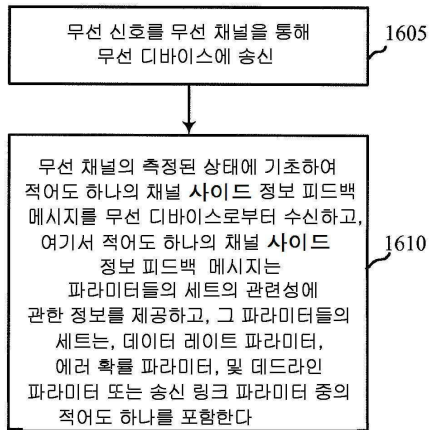 무선 신호를 무선 채널을 통해
무선 디바이스에 송신
1605
무선 채널의 측정된 상태에 기초하여
적어도 하나의 채널 사이드 정보 피드백
메시지를 무선 디바이스로부터 수신하고,
여기서 적어도 하나의 채널 사이드
정보 피드백 메시지는
파라미터들의 세트의 관련성에
관한 정보를 제공하고, 그 파라미터들의
세트는, 데이터 레이트 파라미터,
에러 확률 파라미터, 및 데드라인
파라미터 또는 송신 링크 파라미터 중의
적어도 하나를 포함한다
1610